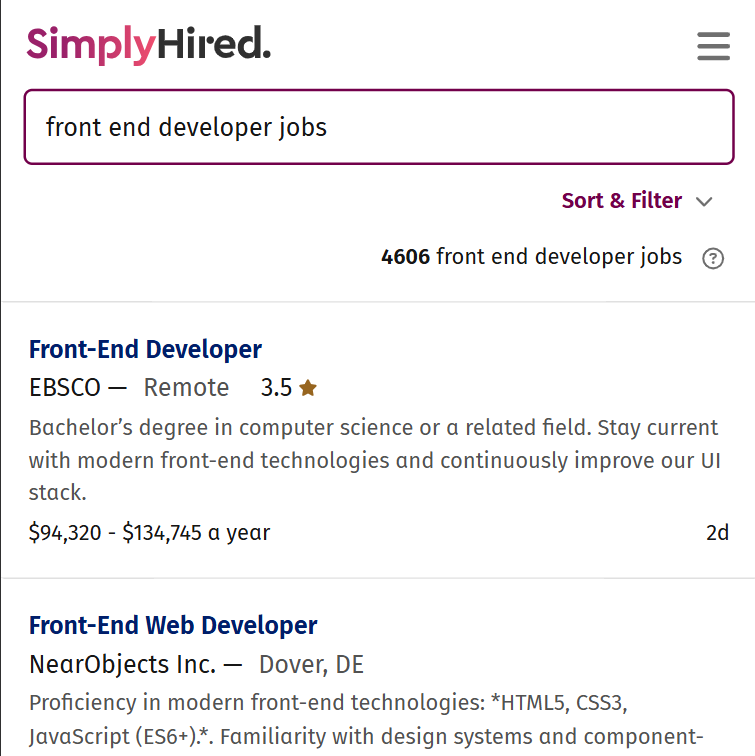 SimplyHired.
front end developer jobs
Sort & Filter
4606 front end developer jobs ?
Front-End Developer
EBSCO — Remote 3.5
Bachelor’s degree in computer science or a related field. Stay current
with modern front-end technologies and continuously improve our UI
stack.
$94,320 - $134,745 a year 2d
Front-End Web Developer
NearObjects Inc. — Dover, DE
Proficiency in modern front-end technologies: *HTML5, CSS3,
JavaScript (ES6+).*. Familiarity with design systems and component-